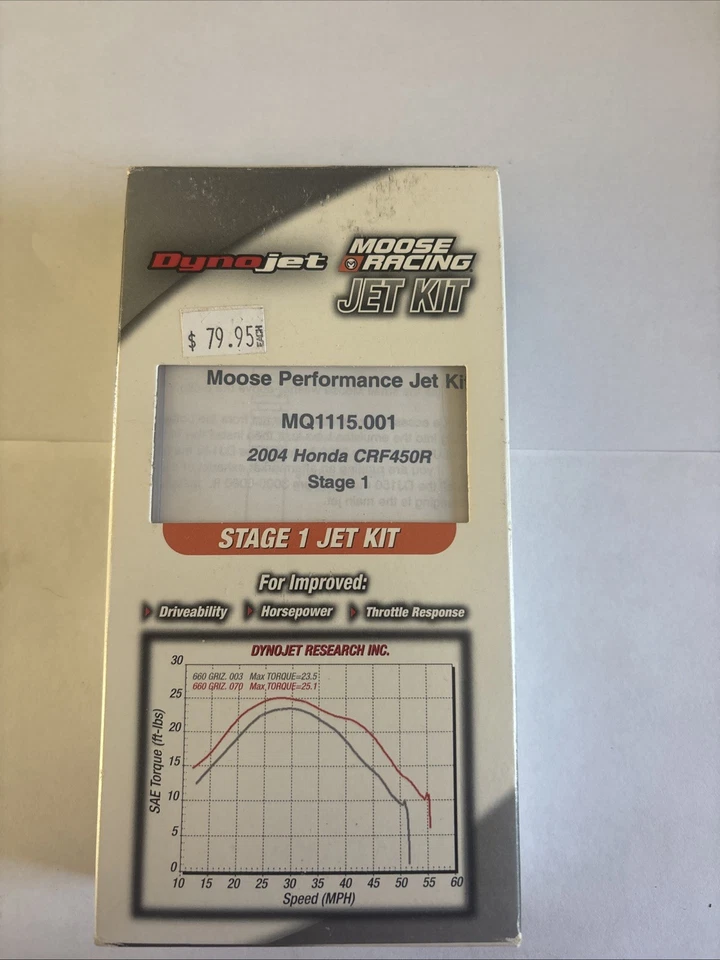 Dynojet
MOOSE
RACING
JET KIT
$ 79.95 EACH
Moose Performance Jet Ki
MQ1115.001
2004 Honda CRF450R
Stage 1
STAGE 1 JET KIT
For Improved:
Driveability Horsepower Throttle Response
DYNOJET RESEARCH INC.
660 GRIZ. 003 Max TORQUE=23.5
660 GRIZ. 070 Max TORQUE=25.1
SAE Torque (ft-lbs)
30
25
20
15
10
5
0
10 15 20 25 30 35 40 45 50 55 60
Speed (MPH)